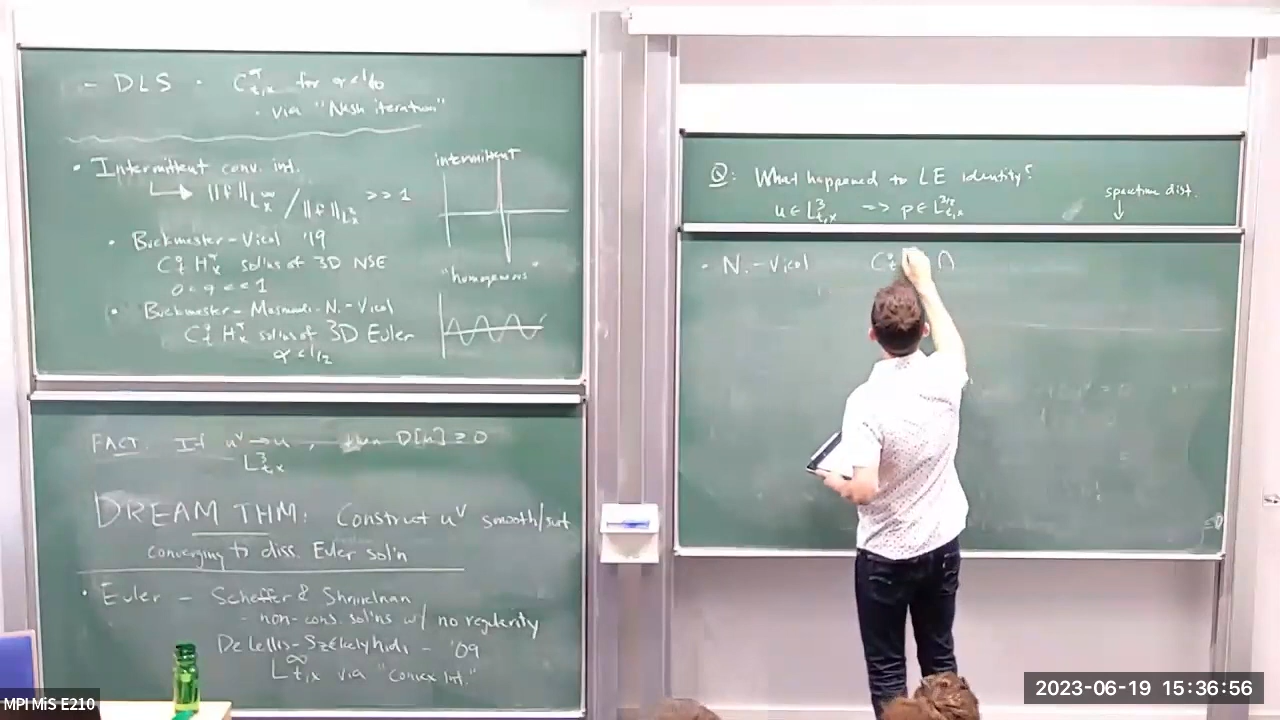 - DLS · C^α_{t,x} for α<1/10
· via "Nash iteration"
· Intermittent conv. int.
||f||_{L^∞_x} / ||f||_{L^2_x} >> 1
· Buckmaster-Vicol '19
C^0_t H^α_x sol'ns of 3D NSE
0<α<<1
· Buckmaster-Masmoudi-N.-Vicol
C^0_t H^α_x sol'ns of 3D Euler
α<1/2
intermittent
"homogeneous"
FACT. If u^ν → u , then D[u] ≥ 0
L^3_{t,x}
DREAM THM: Construct u^ν smooth/suit
converging to diss. Euler sol'n
· Euler - Scheffer & Shnirelman
- non-cons. sol'ns w/ no regularity
De Lellis-Székelyhidi - '09
L^∞_{t,x} via "Convex Int."
Q: What happened to LE identity?
u ∈ L^3_{t,x} => p ∈ L^{3/2}_{t,x}
spacetime dist.
↓
· N.-Vicol C^0_t ∩
≥0
MPI MiS E210
2023-06-19 15:36:56